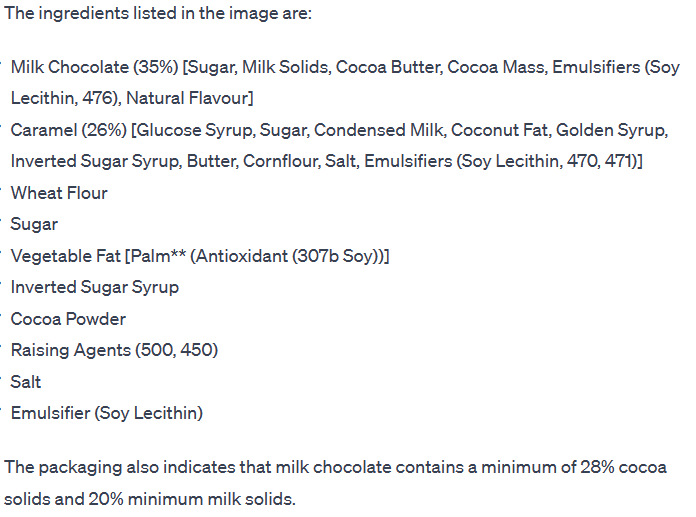 The ingredients listed in the image are:
Milk Chocolate (35%) [Sugar, Milk Solids, Cocoa Butter, Cocoa Mass, Emulsifiers (Soy
Lecithin, 476), Natural Flavour]
Caramel (26%) [Glucose Syrup, Sugar, Condensed Milk, Coconut Fat, Golden Syrup,
Inverted Sugar Syrup, Butter, Cornflour, Salt, Emulsifiers (Soy Lecithin, 470, 471)]
Wheat Flour
Sugar
Vegetable Fat [Palm** (Antioxidant (307b Soy))]
Inverted Sugar Syrup
Cocoa Powder
Raising Agents (500, 450)
Salt
Emulsifier (Soy Lecithin)
The packaging also indicates that milk chocolate contains a minimum of 28% cocoa
solids and 20% minimum milk solids.